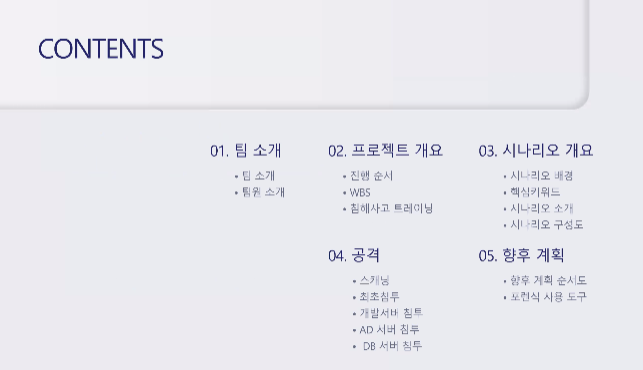 CONTENTS
01. 팀 소개
• 팀 소개
• 팀원 소개
02. 프로젝트 개요
• 진행 순서
• WBS
• 침해사고 트레이닝
03. 시나리오 개요
• 시나리오 배경
• 핵심키워드
• 시나리오 소개
• 시나리오 구성도
04. 공격
• 스캐닝
• 최초침투
• 개발서버 침투
• AD 서버 침투
• DB 서버 침투
05. 향후 계획
• 향후 계획 순서도
• 포렌식 사용 도구